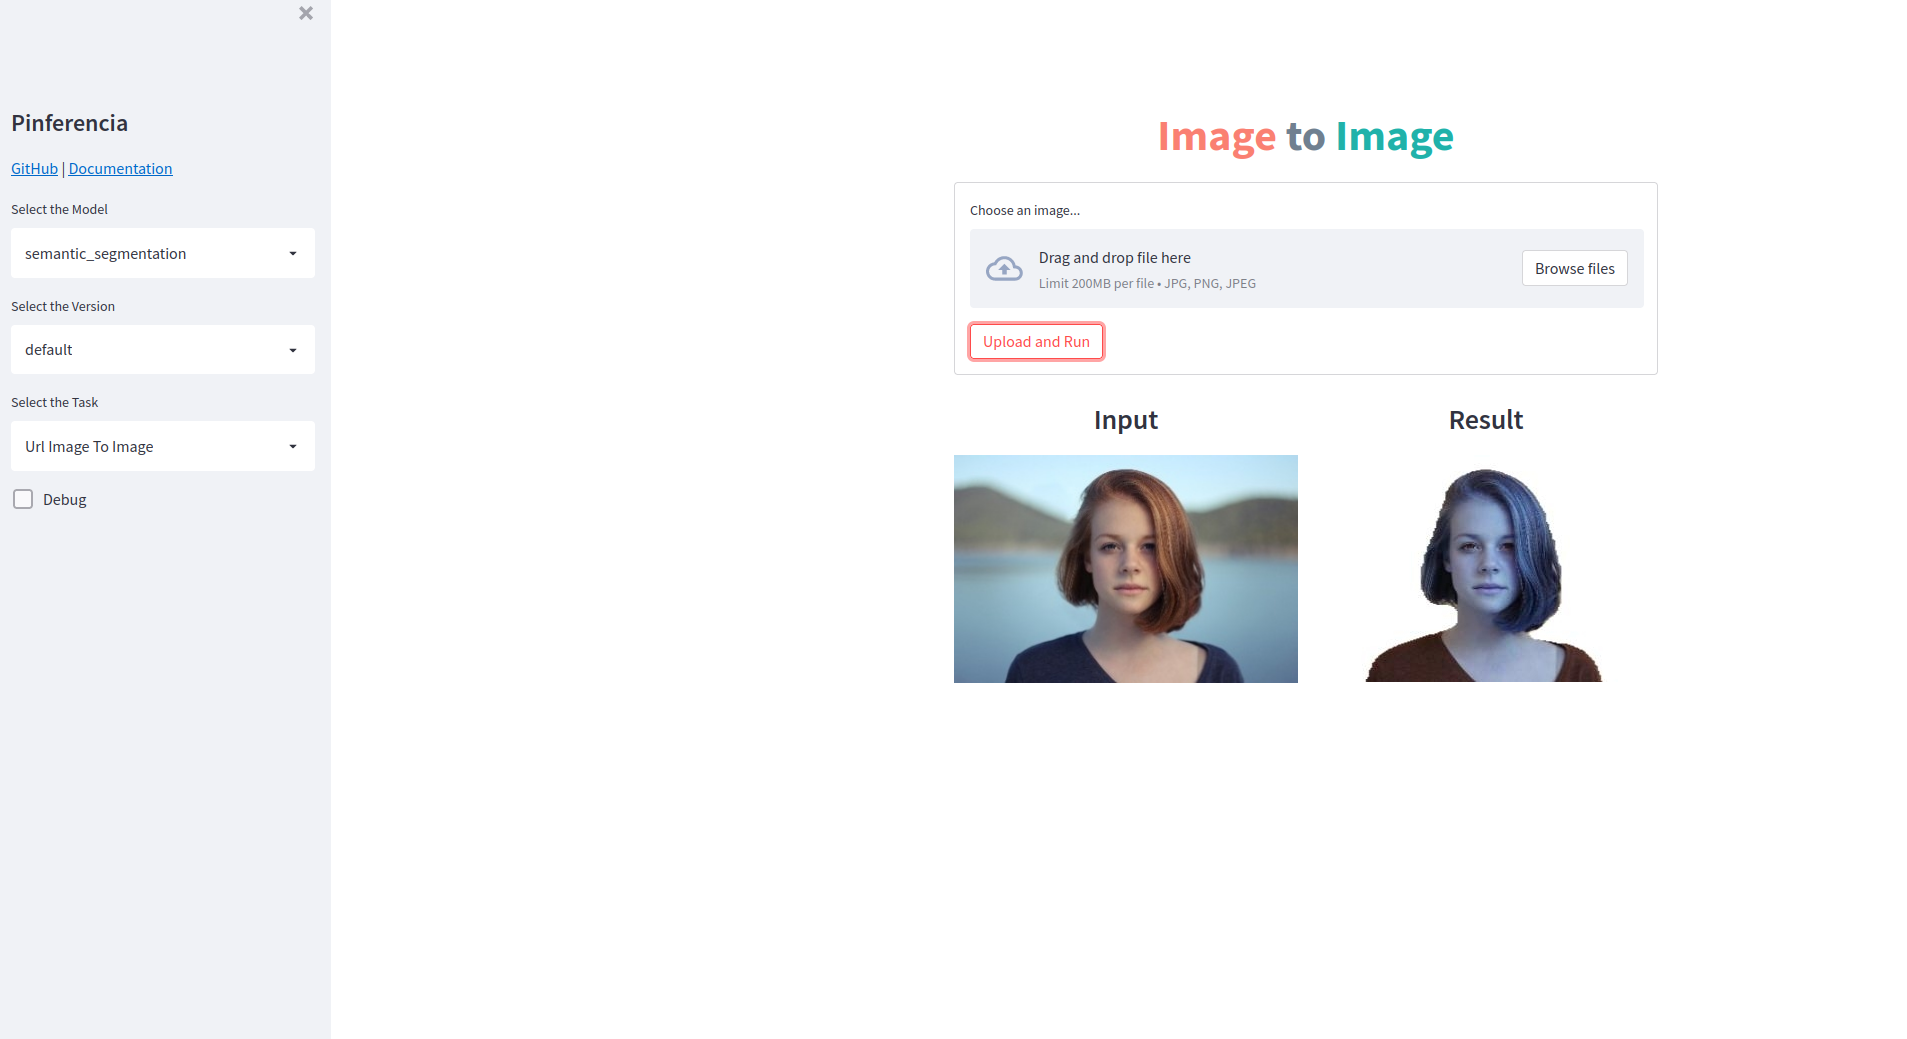 Pinferencia
GitHub | Documentation
Select the Model
semantic_segmentation
Select the Version
default
Select the Task
Url Image To Image
Debug
Image to Image
Choose an image...
Drag and drop file here
Limit 200MB per file • JPG, PNG, JPEG
Browse files
Upload and Run
Input
Result